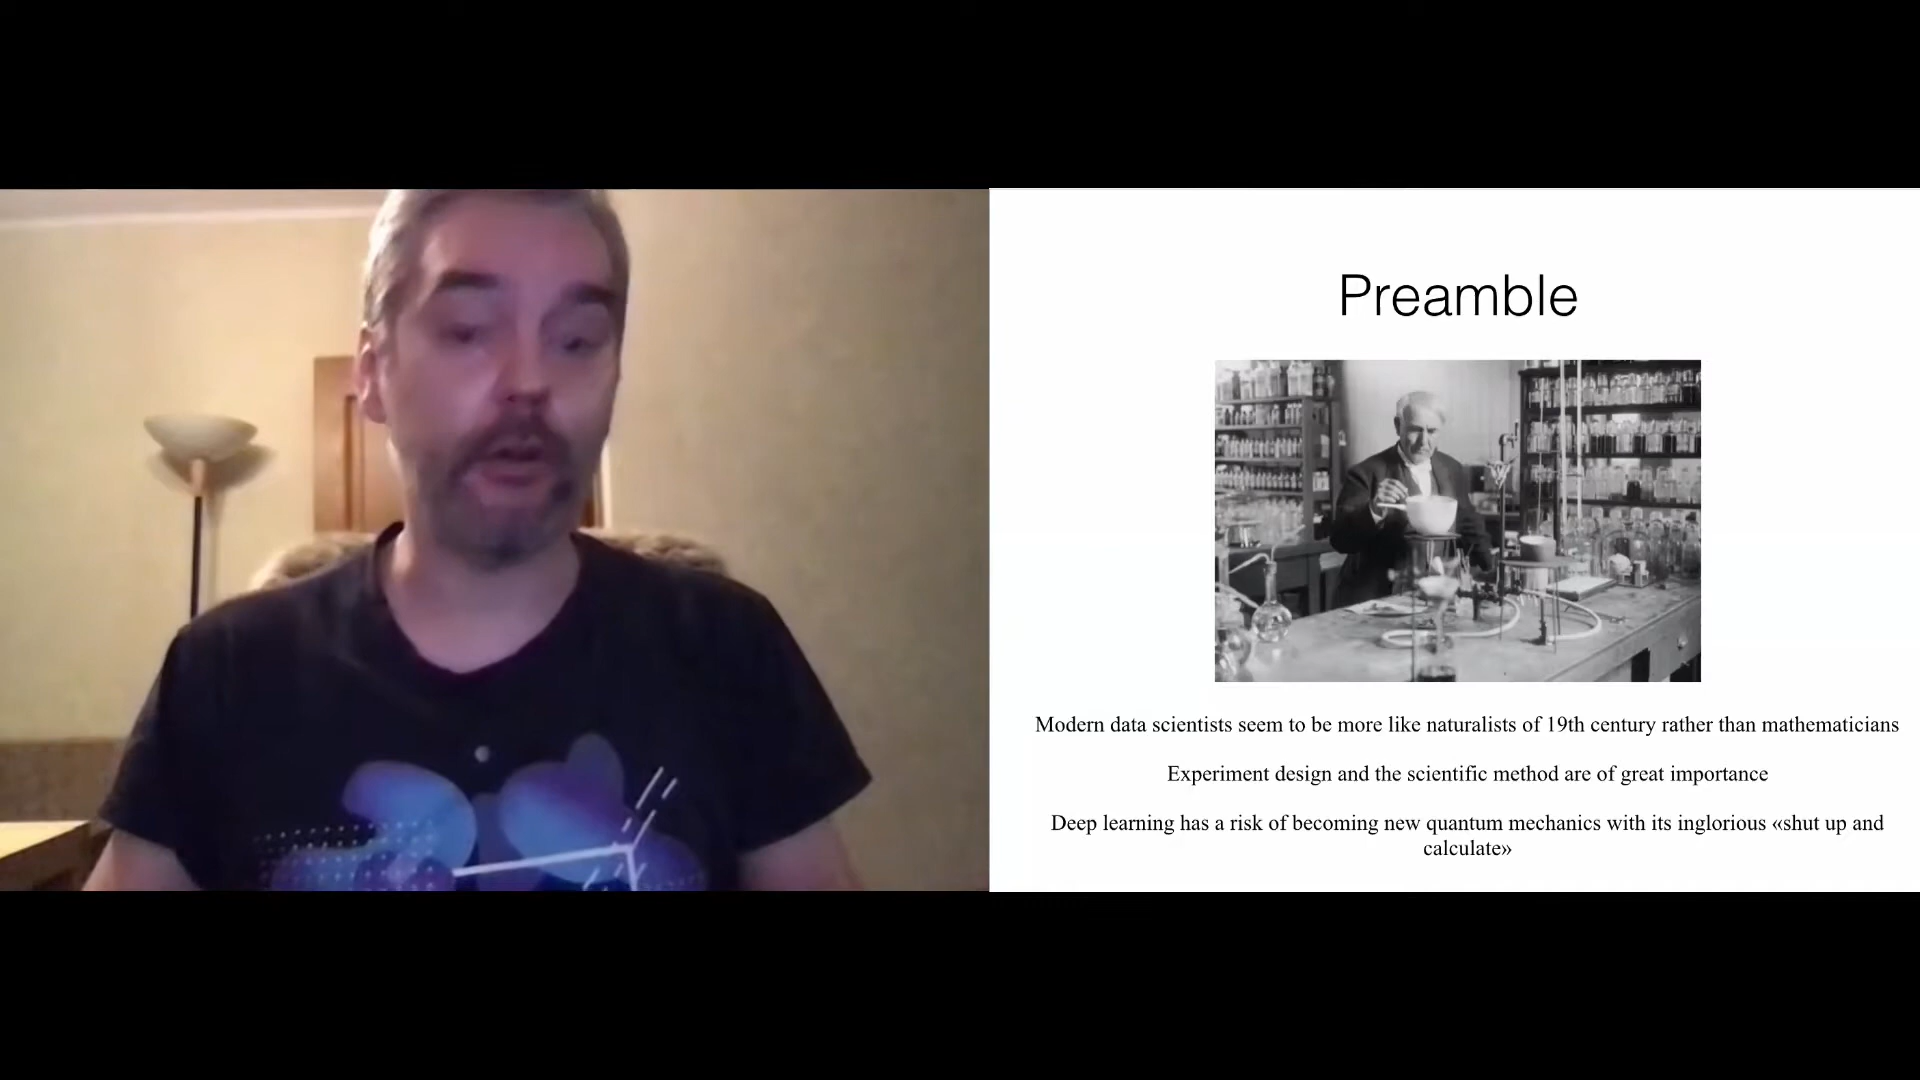 Preamble
Modern data scientists seem to be more like naturalists of 19th century rather than mathematicians
Experiment design and the scientific method are of great importance
Deep learning has a risk of becoming new quantum mechanics with its inglorious «shut up and
calculate»